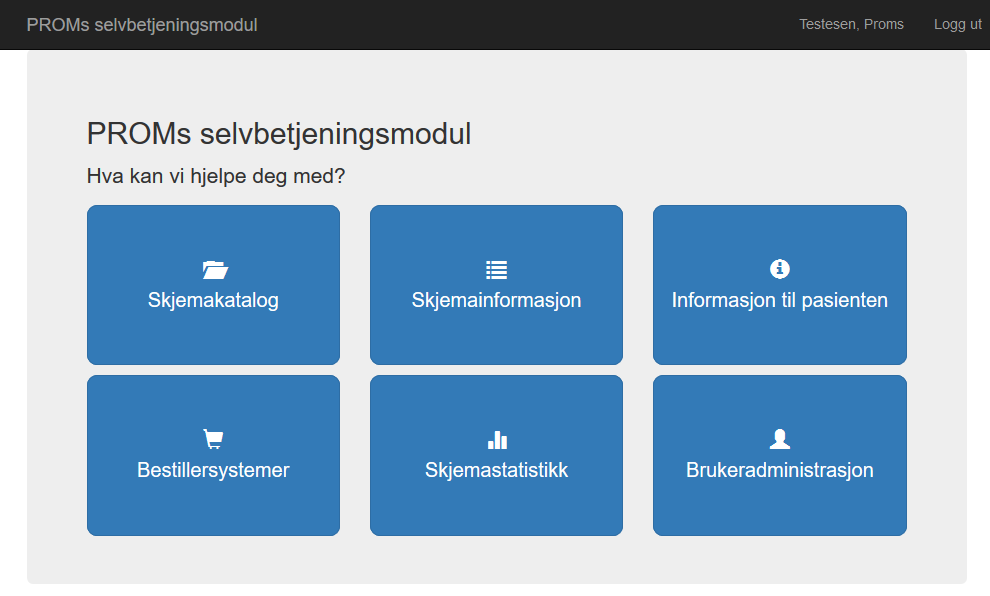 PROMs selvbetjeningsmodul
Testesen, Proms
Logg ut
PROMs selvbetjeningsmodul
Hva kan vi hjelpe deg med?
Skjemakatalog
Skjemainformasjon
Informasjon til pasienten
Bestillersystemer
Skjemastatistikk
Brukeradministrasjon